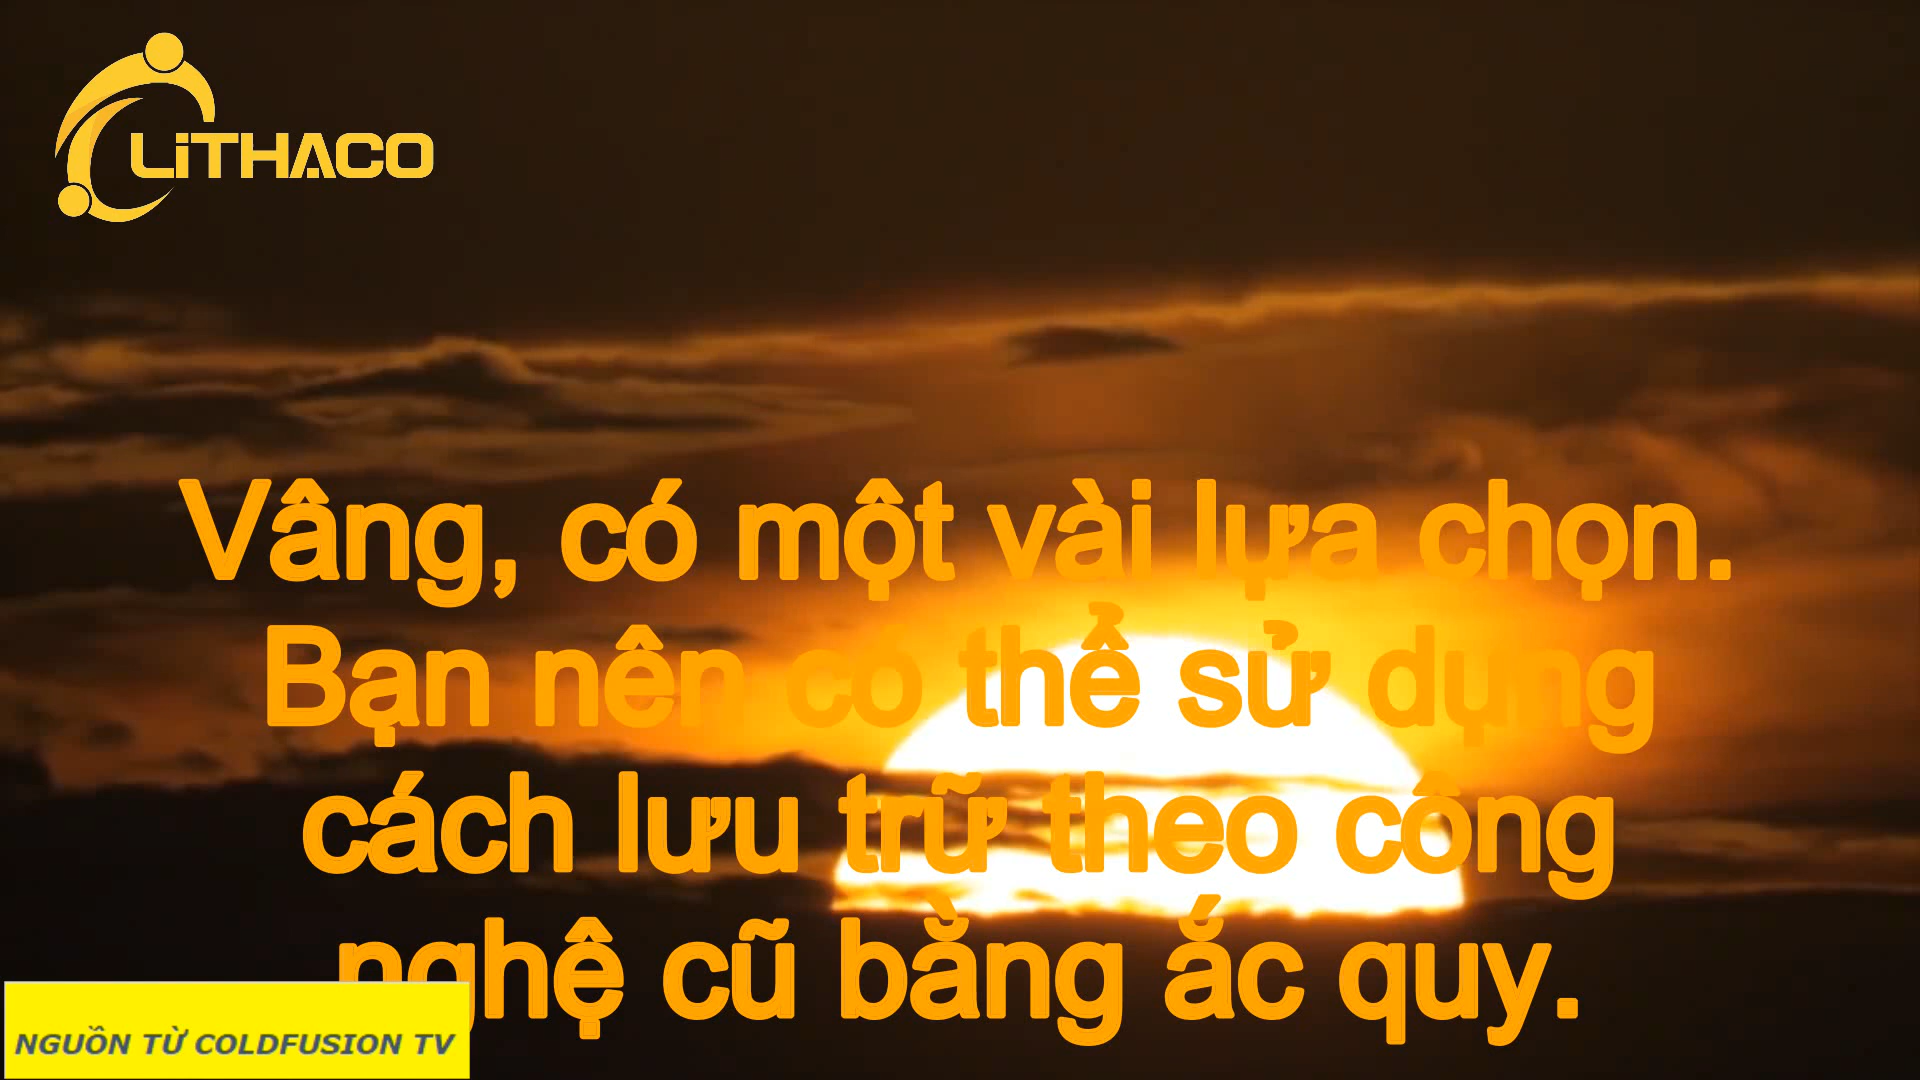 LiTHACO
Vâng, có một vài lựa chọn.
Bạn nên có thể sử dụng
cách lưu trữ theo công
nghệ cũ bằng ắc quy.
NGUỒN TỪ COLDFUSION TV